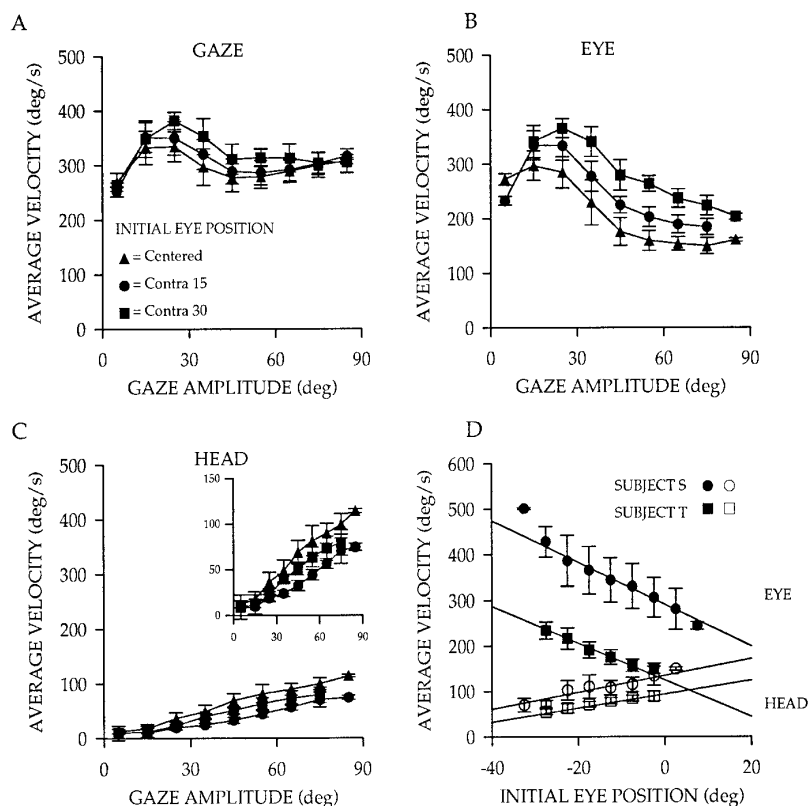 A
GAZE
AVERAGE VELOCITY (deg/s)
500
400
300
200
100
0
INITIAL EYE POSITION
▲ = Centered
● = Contra 15
■ = Contra 30
0 30 60 90
GAZE AMPLITUDE (deg)
B
EYE
AVERAGE VELOCITY (deg/s)
500
400
300
200
100
0
0 30 60 90
GAZE AMPLITUDE (deg)
C
HEAD
AVERAGE VELOCITY (deg/s)
500
400
300
200
100
0
150
100
50
0
0 30 60 90
0 30 60 90
GAZE AMPLITUDE (deg)
D
AVERAGE VELOCITY (deg/s)
600
500
400
300
200
100
0
SUBJECT S ● ○
SUBJECT T ■ □
EYE
HEAD
-40 -20 0 20
INITIAL EYE POSITION (deg)